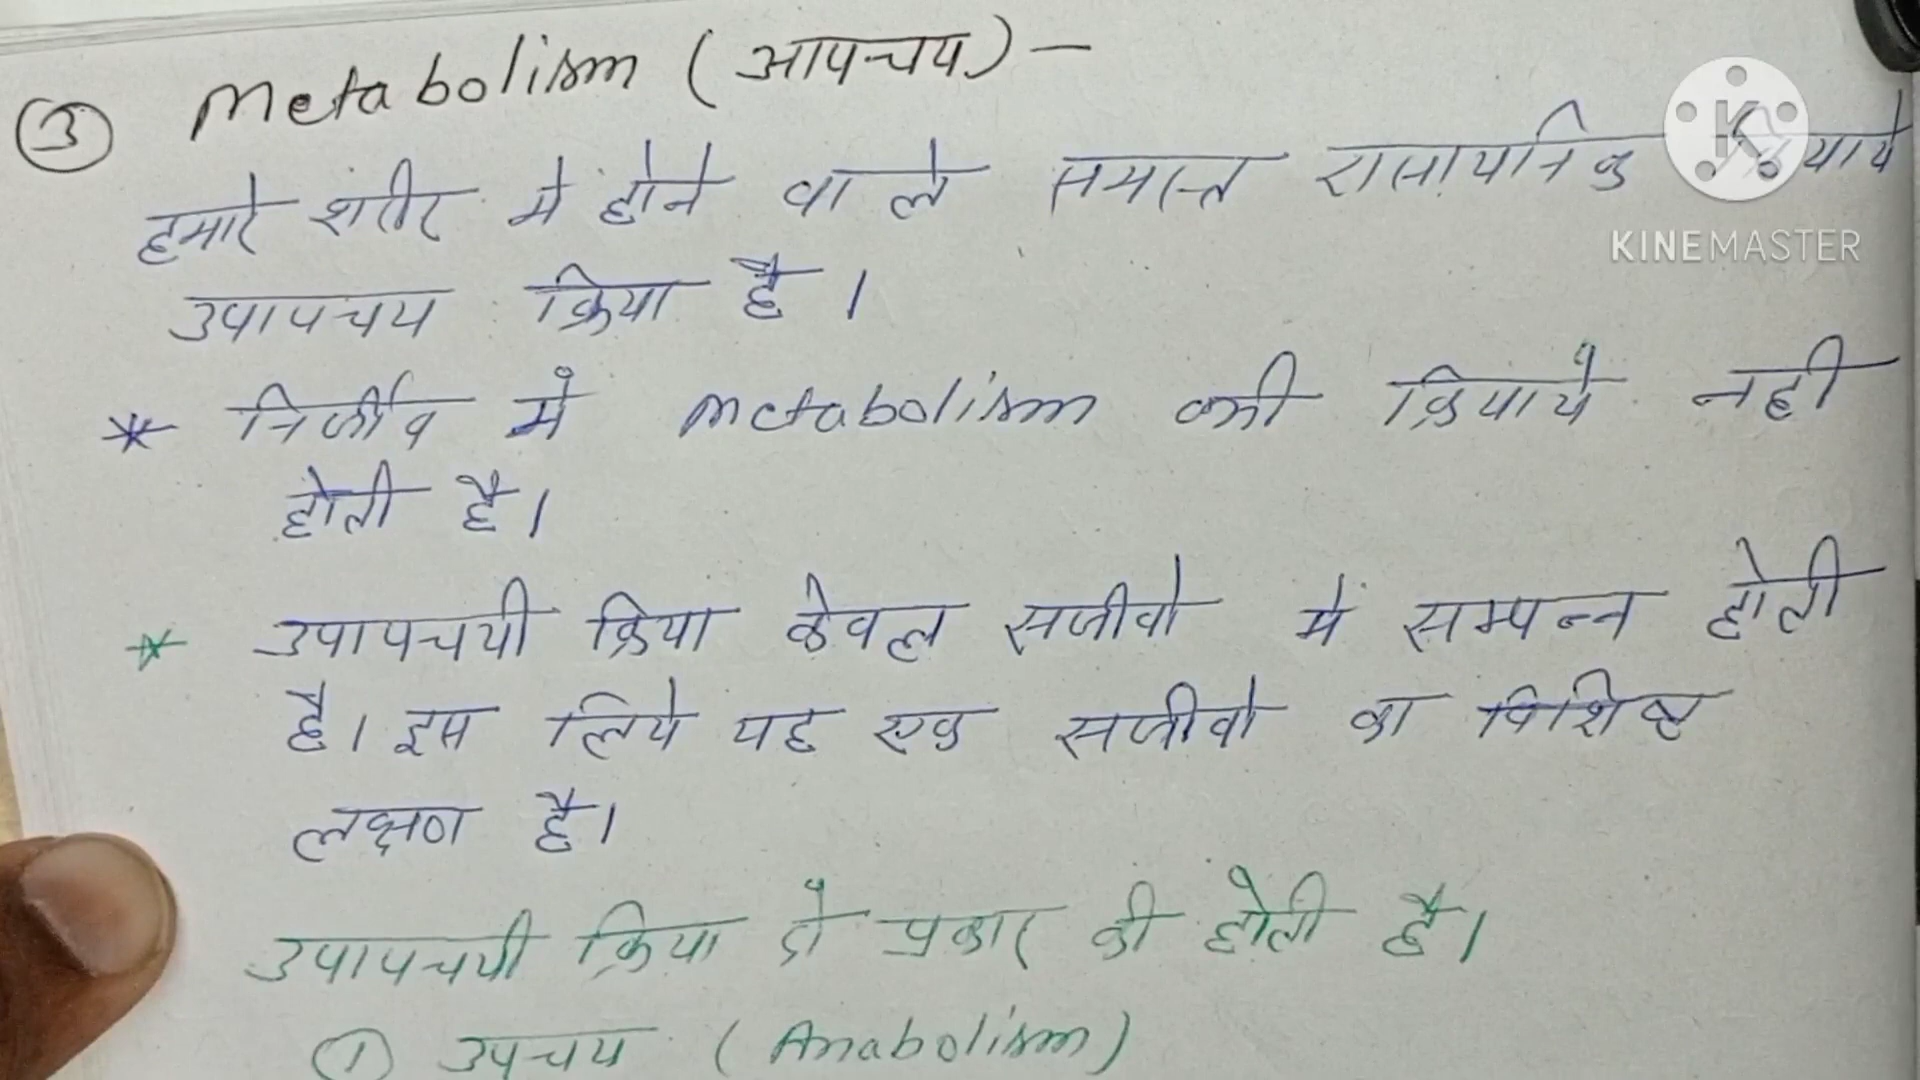 ③ Metabolism (आपचय) —
हमारे शरीर मे होने वाले समस्त रासायनिक
उपापचय क्रिया है।
* निर्जीव में metabolism की क्रियाये नही
होती है।
* उपापचयी क्रिया केवल सजीवो में सम्पन्न होती
है। इस लिये यह एक सजीवो का विशिष्ट
लक्षण है।
उपापचयी क्रिया दो प्रकार की होती है।
① उपचय (Anabolism)
KINEMASTER